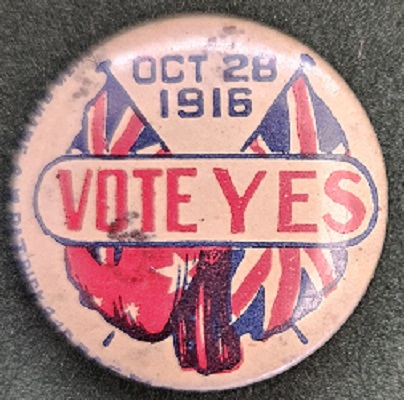 OCT 28
1916
VOTE YES